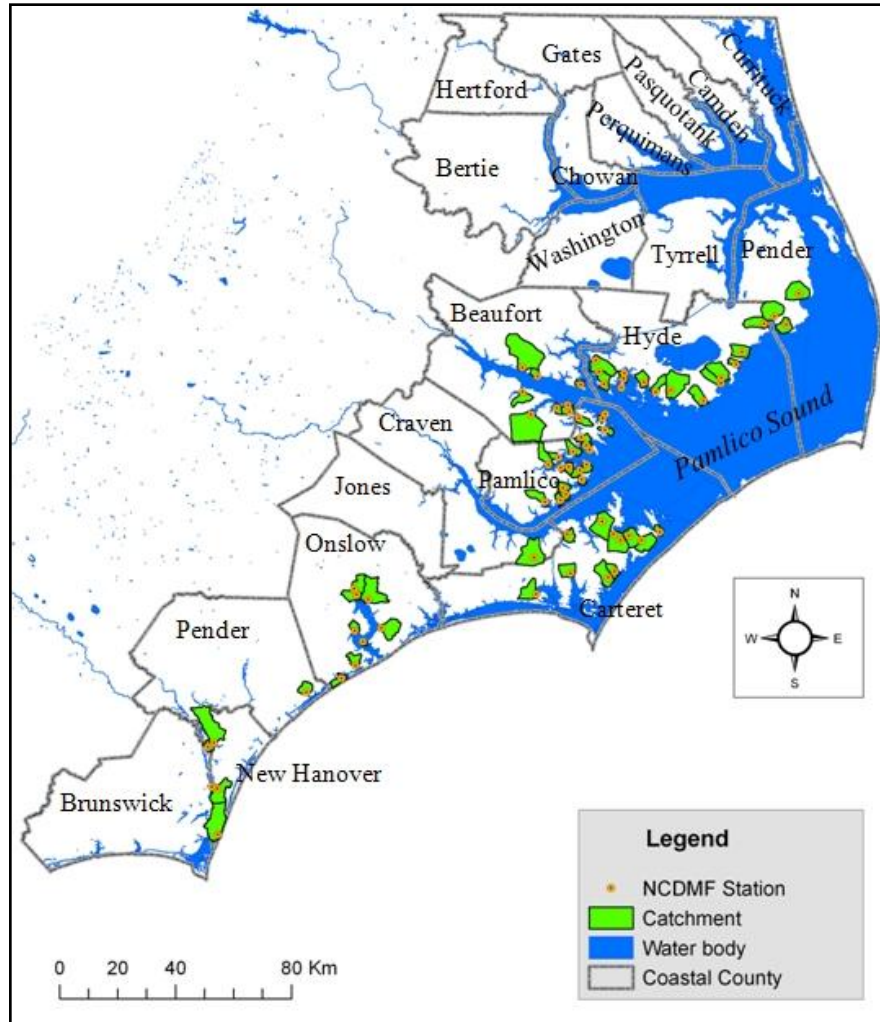 Gates
Currituck
Camden
Pasquotank
Hertford
Perquimans
Bertie
Chowan
Washington
Tyrrell
Pender
Beaufort
Hyde
Pamlico Sound
Craven
Pamlico
Jones
Onslow
Carteret
Pender
New Hanover
Brunswick
N
W E
S
Legend
NCDMF Station
Catchment
Water body
Coastal County
0 20 40 80 Km